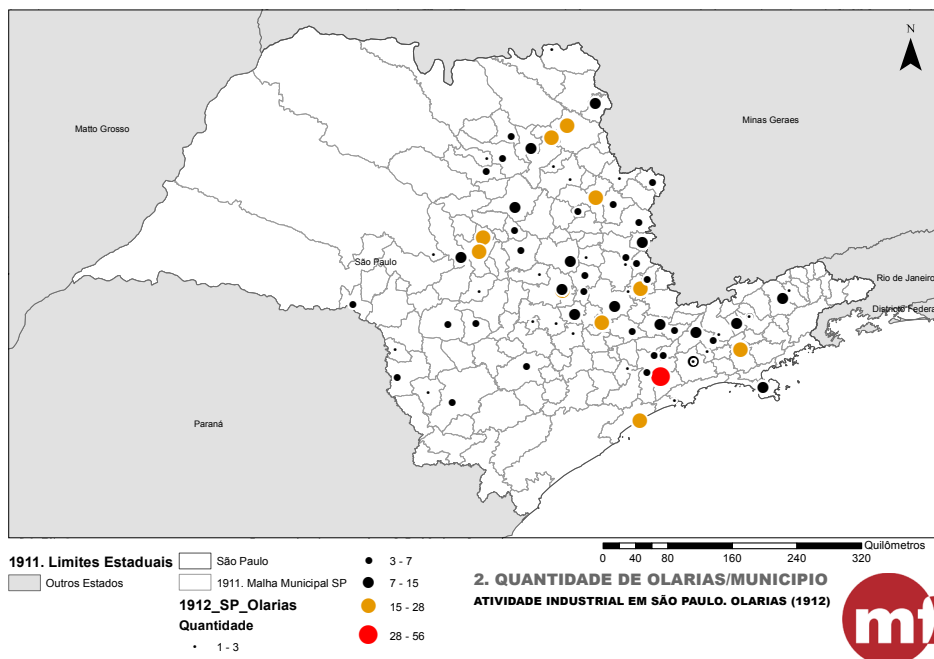 N
Matto Grosso
Minas Geraes
São Paulo
Rio de Janeiro
Districto Federa
Paraná
1911. Limites Estaduais
Outros Estados
São Paulo
1911. Malha Municipal SP
1912_SP_Olarias
Quantidade
1 - 3
3 - 7
7 - 15
15 - 28
28 - 56
Quilômetros
0 40 80 160 240 320
2. QUANTIDADE DE OLARIAS/MUNICIPIO
ATIVIDADE INDUSTRIAL EM SÃO PAULO. OLARIAS (1912)